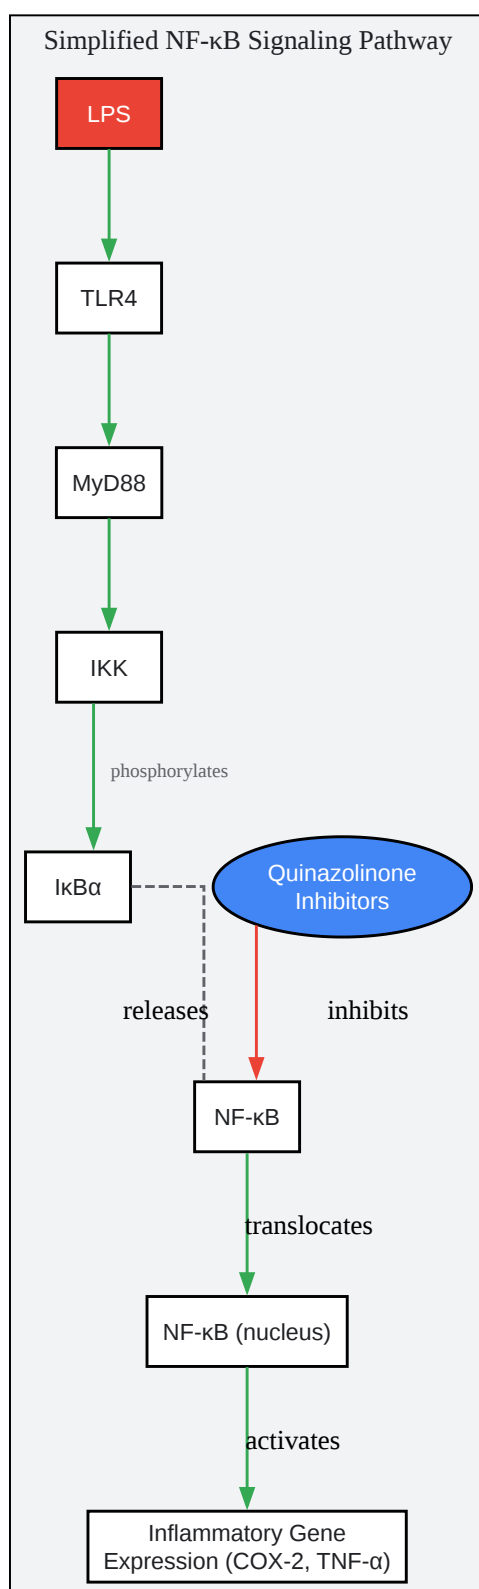 Simplified NF-κB Signaling Pathway
LPS
TLR4
MyD88
IKK
phosphorylates
IκBα
Quinazolinone
Inhibitors
releases
inhibits
NF-κB
translocates
NF-κB (nucleus)
activates
Inflammatory Gene
Expression (COX-2, TNF-α)